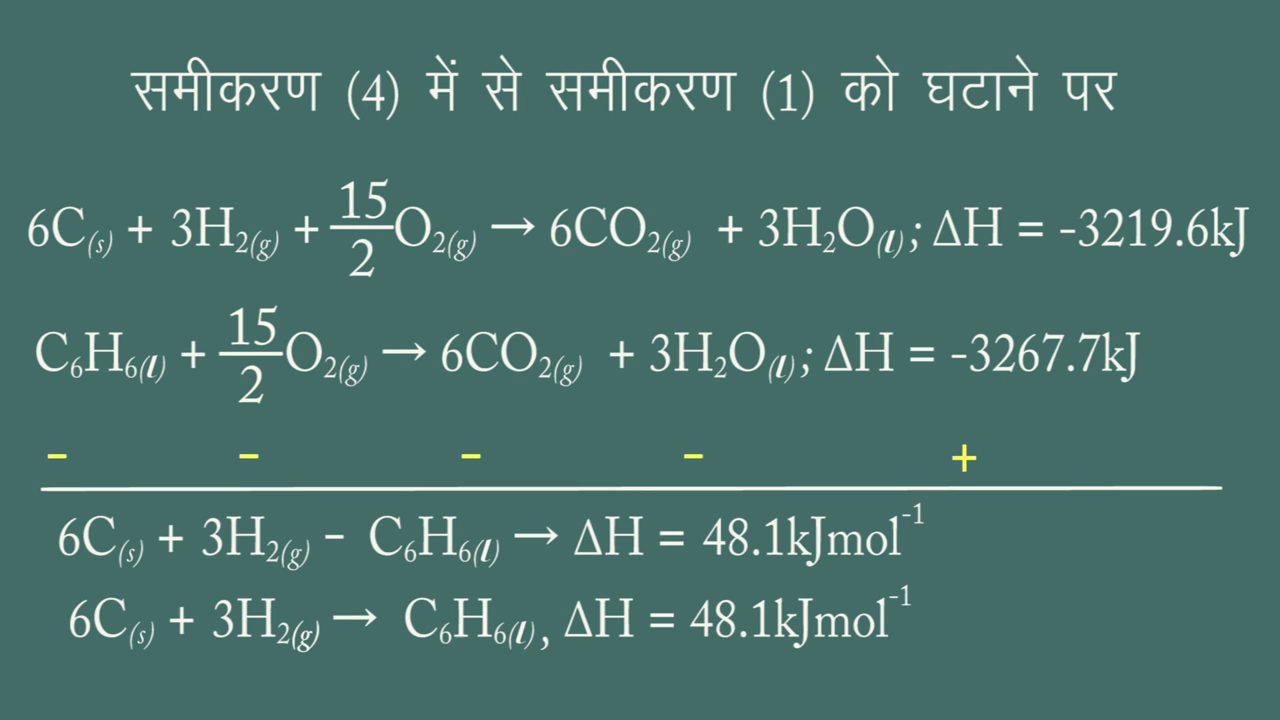 समीकरण (4) में से समीकरण (1) को घटाने पर
6C(s) + 3H2(g) + 15/2 O2(g) → 6CO2(g) + 3H2O(l); ΔH = -3219.6kJ
C6H6(l) + 15/2 O2(g) → 6CO2(g) + 3H2O(l); ΔH = -3267.7kJ
- - - - +
6C(s) + 3H2(g) - C6H6(l) → ΔH = 48.1kJmol-1
6C(s) + 3H2(g) → C6H6(l), ΔH = 48.1kJmol-1